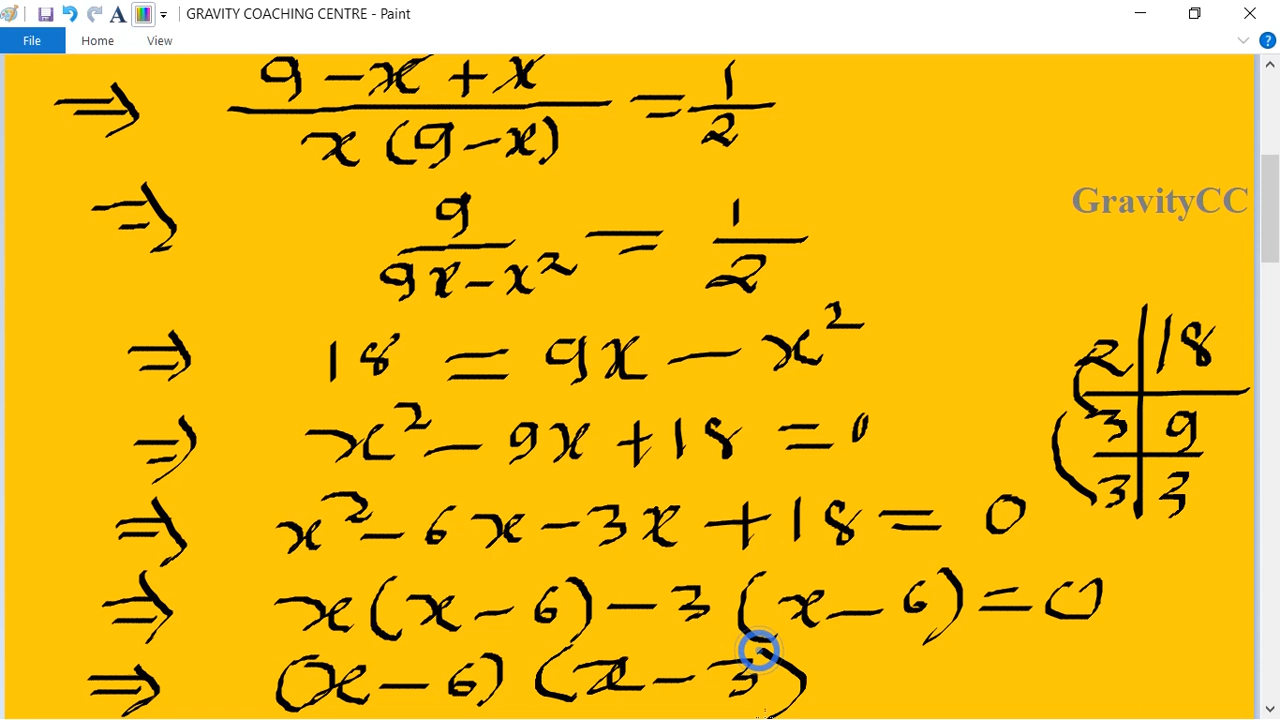 GRAVITY COACHING CENTRE - Paint
File Home View
⇒ (9 - x + x) / (x (9 - x)) = 1/2
GravityCC
⇒ 9 / (9x - x²) = 1/2
⇒ 18 = 9x - x²
2 | 18
⇒ x² - 9x + 18 = 0
3 | 9
⇒ x² - 6x - 3x + 18 = 0
3 | 3
⇒ x(x - 6) - 3(x - 6) = 0
⇒ (x - 6) (x - 3)